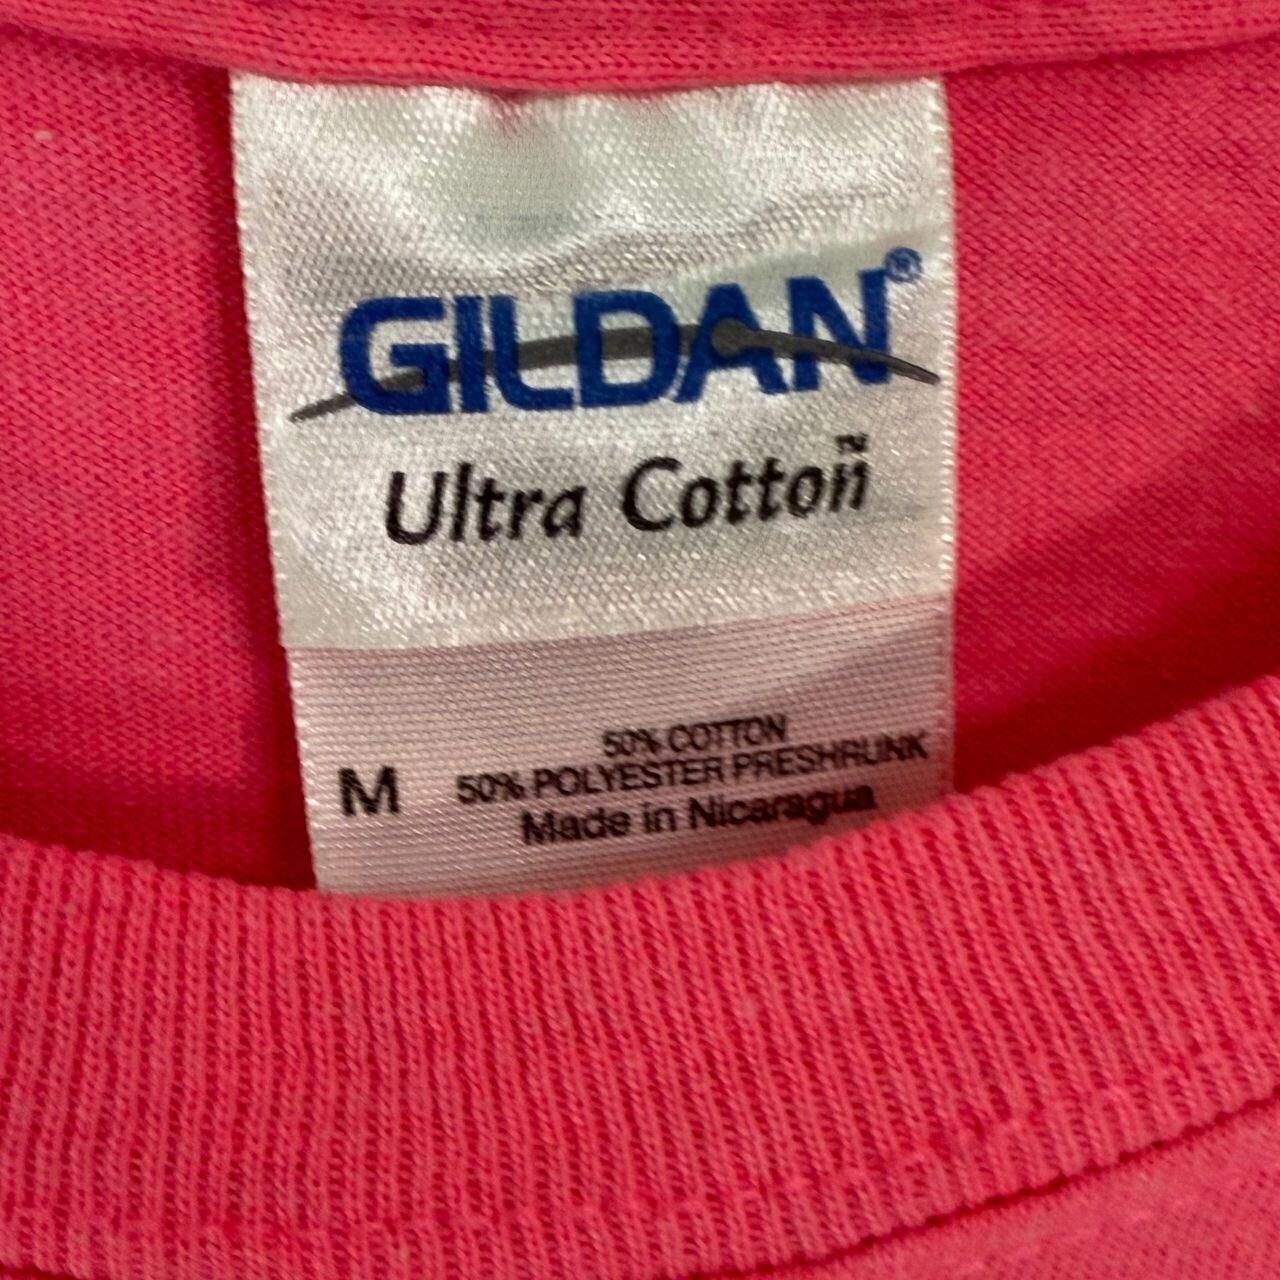 GILDAN®
Ultra Cotton™
50% COTTON
M 50% POLYESTER PRESHRUNK
Made in Nicaragua